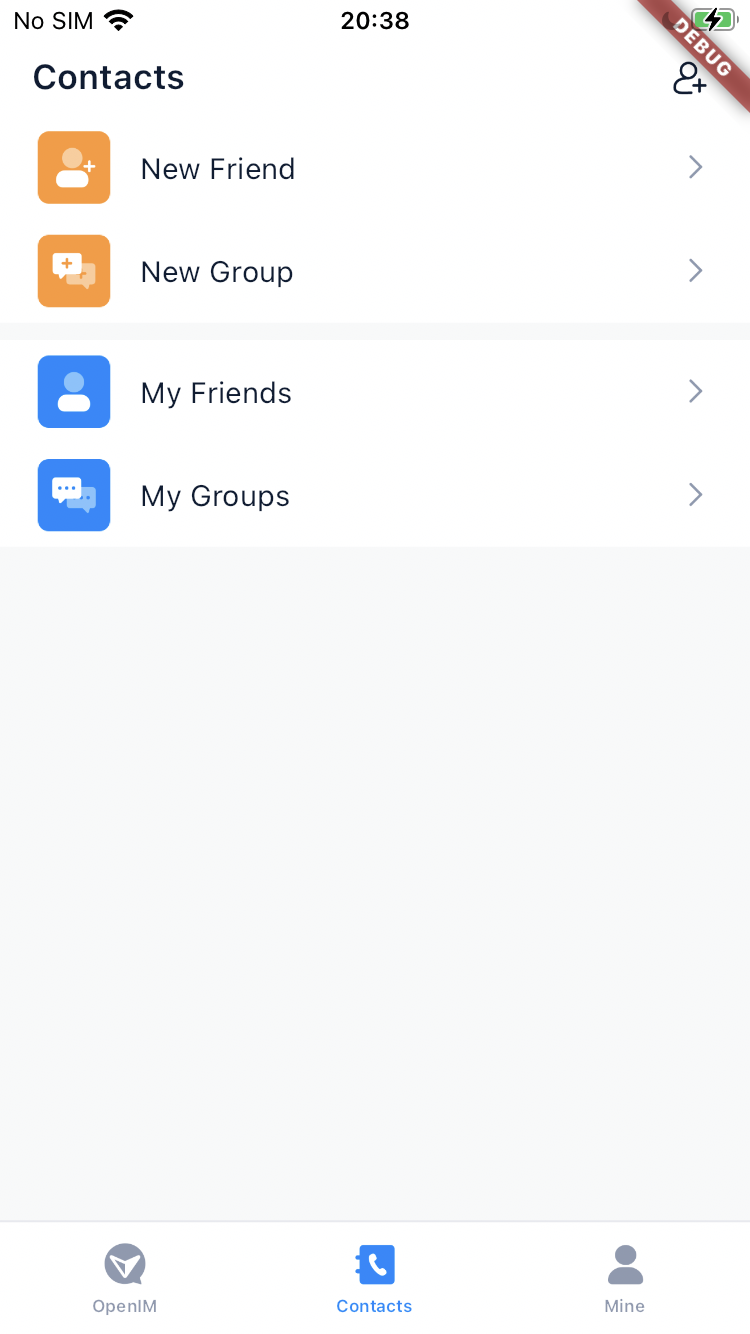 No SIM 20:38
DEBUG
Contacts
New Friend
New Group
My Friends
My Groups
OpenIM Contacts Mine